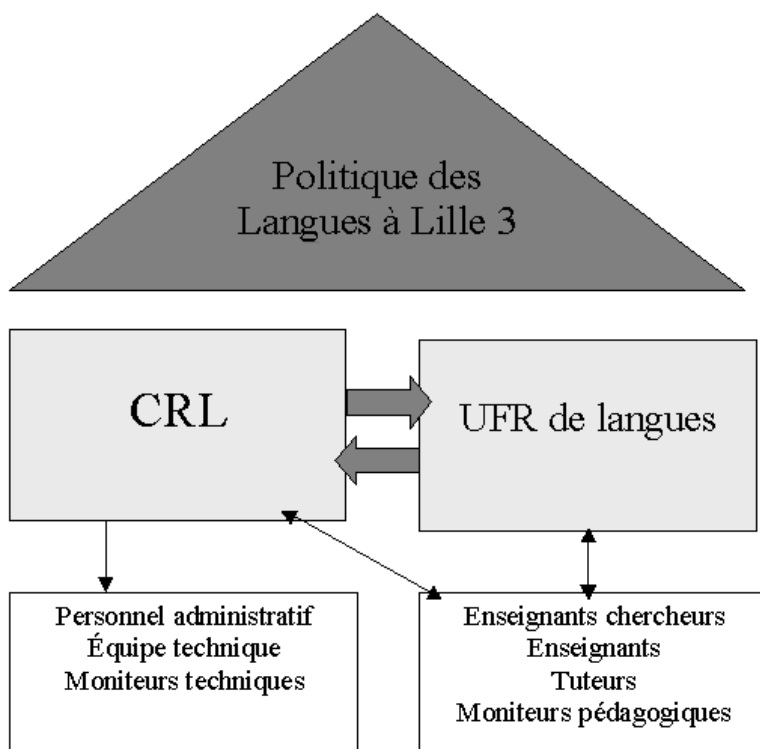 Politique des
Langues à Lille 3
CRL
UFR de langues
Personnel administratif
Équipe technique
Moniteurs techniques
Enseignants chercheurs
Enseignants
Tuteurs
Moniteurs pédagogiques